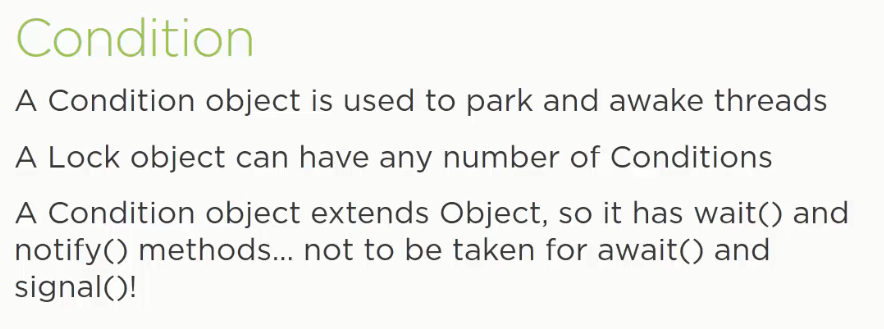 Condition
A Condition object is used to park and awake threads
A Lock object can have any number of Conditions
A Condition object extends Object, so it has wait() and
notify() methods... not to be taken for await() and
signal()!